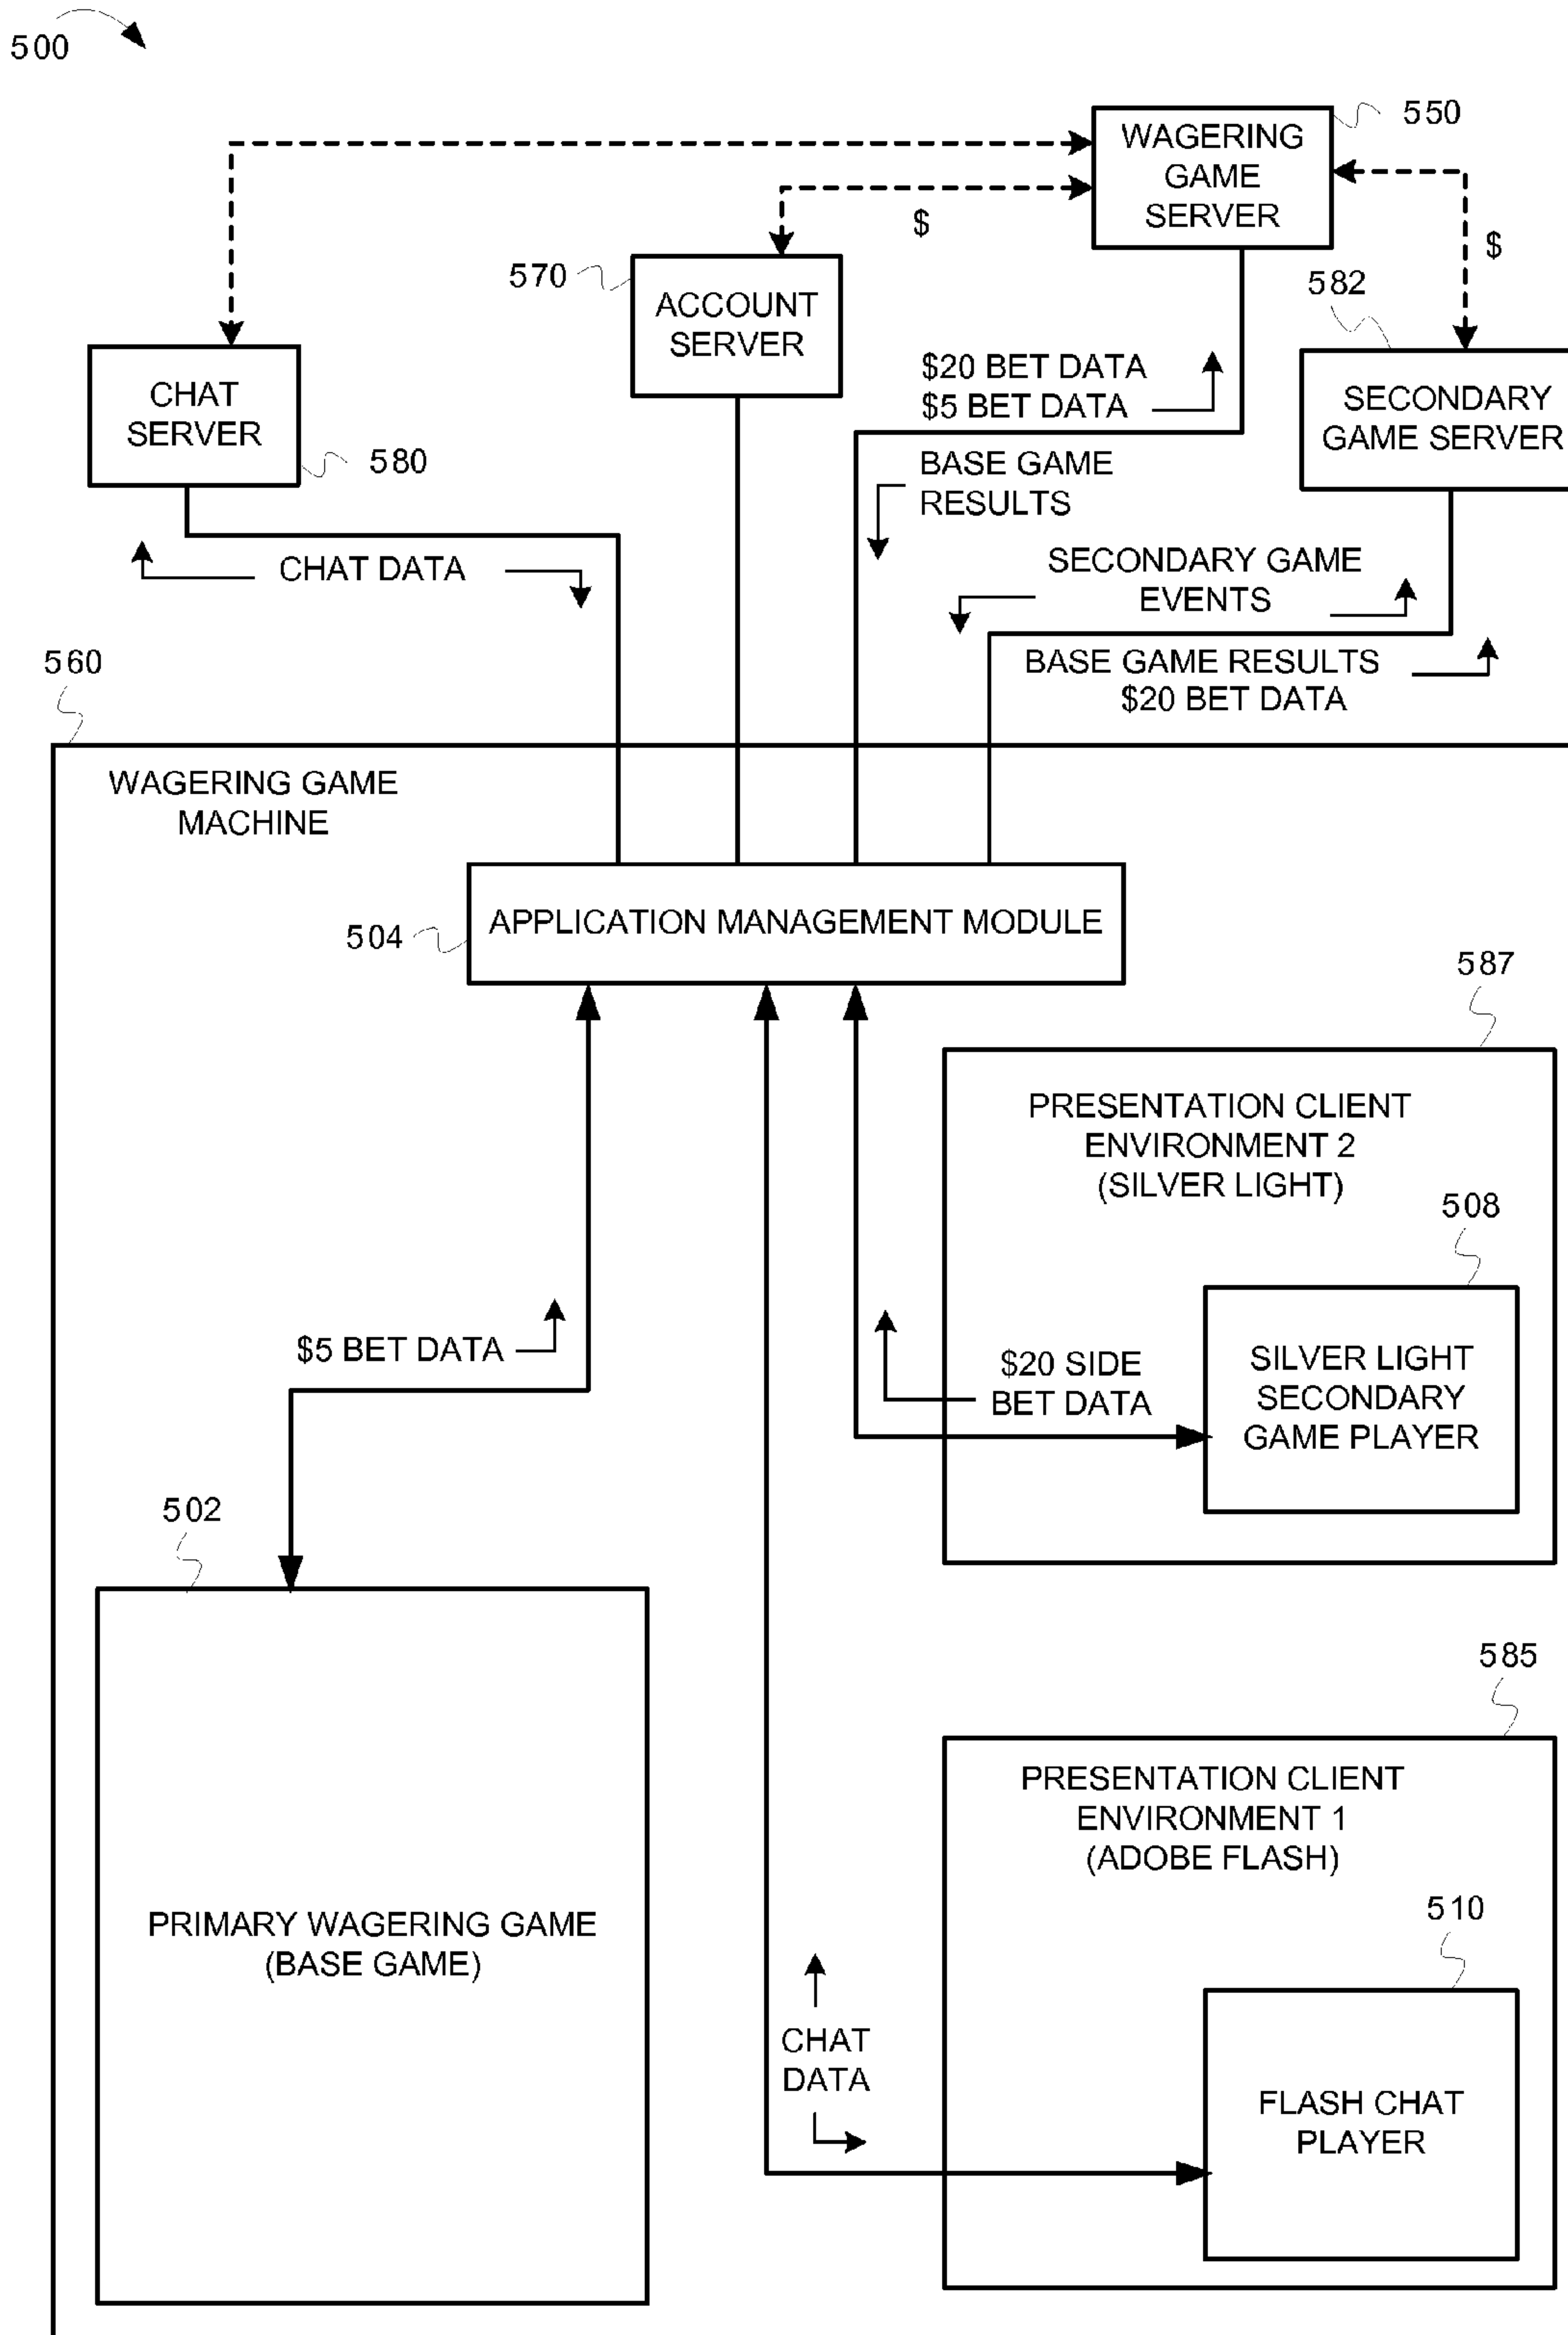 500
550
WAGERING
GAME
SERVER
$
$
570
ACCOUNT
SERVER
582
SECONDARY
GAME SERVER
CHAT
SERVER
580
$20 BET DATA
$5 BET DATA
BASE GAME
RESULTS
CHAT DATA
SECONDARY GAME
EVENTS
BASE GAME RESULTS
$20 BET DATA
560
WAGERING GAME
MACHINE
504
APPLICATION MANAGEMENT MODULE
587
PRESENTATION CLIENT
ENVIRONMENT 2
(SILVER LIGHT)
508
$5 BET DATA
$20 SIDE
BET DATA
SILVER LIGHT
SECONDARY
GAME PLAYER
502
PRIMARY WAGERING GAME
(BASE GAME)
585
PRESENTATION CLIENT
ENVIRONMENT 1
(ADOBE FLASH)
510
CHAT
DATA
FLASH CHAT
PLAYER